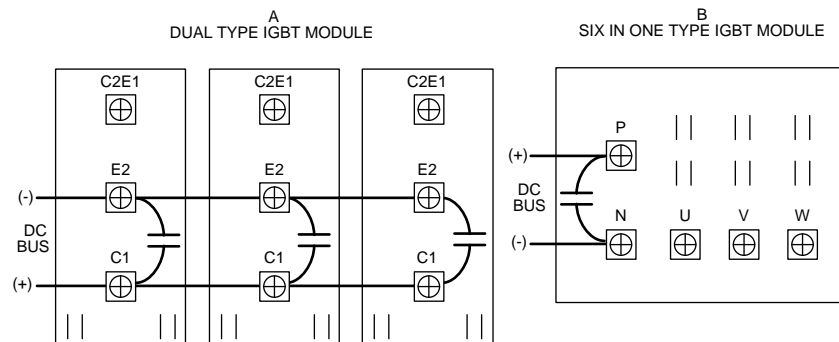 A
DUAL TYPE IGBT MODULE
B
SIX IN ONE TYPE IGBT MODULE
C2E1
C2E1
C2E1
E2
E2
E2
(-)
DC
BUS
C1
C1
C1
(+)
P
(+)
DC
BUS
N
U
V
W
(-)